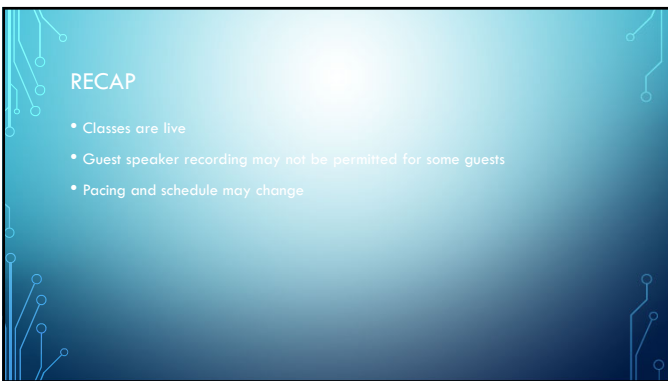 RECAP
• Classes are live
• Guest speaker recording may not be permitted for some guests
• Pacing and schedule may change